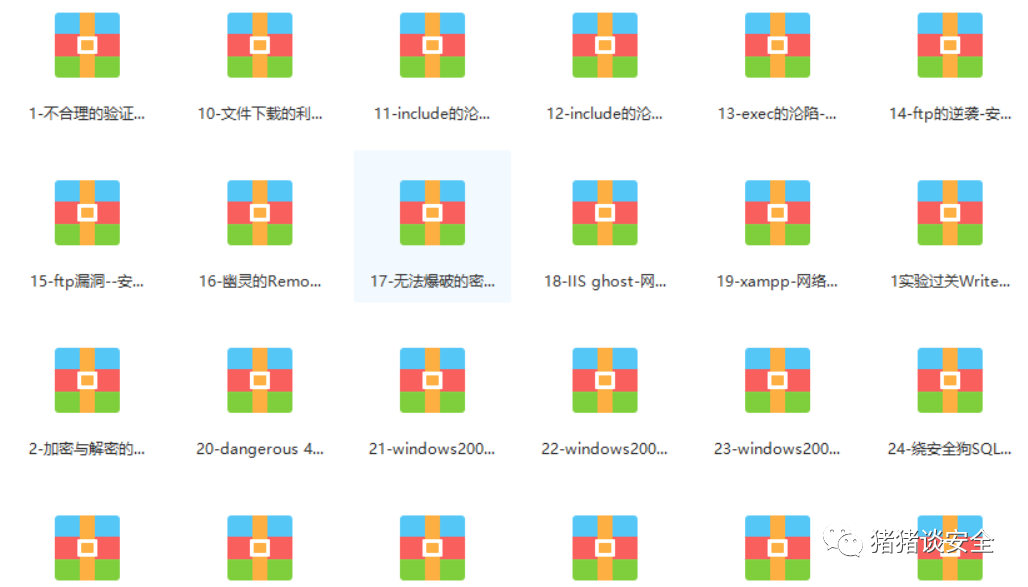 1-不合理的验证... 10-文件下载的利... 11-include的沦... 12-include的沦... 13-exec的沦陷-... 14-ftp的逆袭-安...
15-ftp漏洞--安... 16-幽灵的Remo... 17-无法爆破的密... 18-IIS ghost-网... 19-xampp-网络... 1实验过关Write...
2-加密与解密的... 20-dangerous 4... 21-windows200... 22-windows200... 23-windows200... 24-绕安全狗SQL...
猪猪谈安全